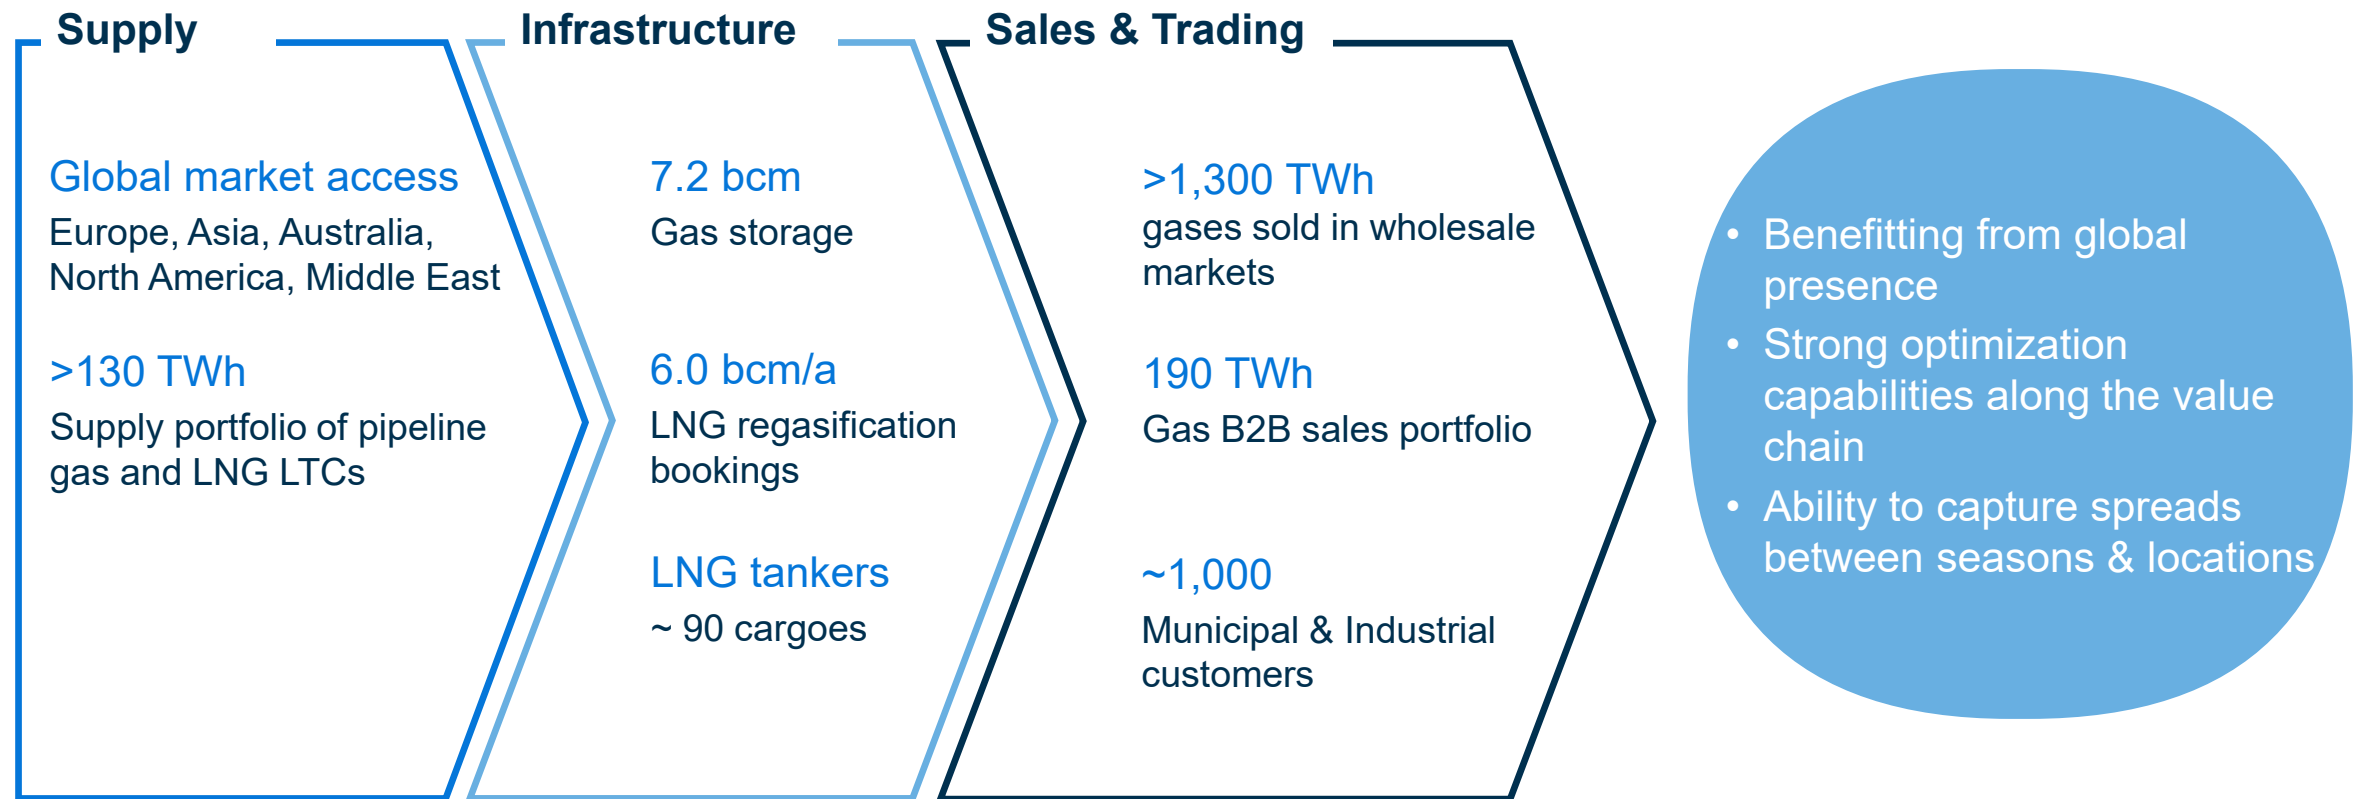 Supply
Global market access
Europe, Asia, Australia,
North America, Middle East
>130 TWh
Supply portfolio of pipeline
gas and LNG LTCs
Infrastructure
7.2 bcm
Gas storage
6.0 bcm/a
LNG regasification
bookings
LNG tankers
~ 90 cargoes
Sales & Trading
>1,300 TWh
gases sold in wholesale
markets
190 TWh
Gas B2B sales portfolio
~1,000
Municipal & Industrial
customers
• Benefitting from global
presence
• Strong optimization
capabilities along the value
chain
• Ability to capture spreads
between seasons & locations